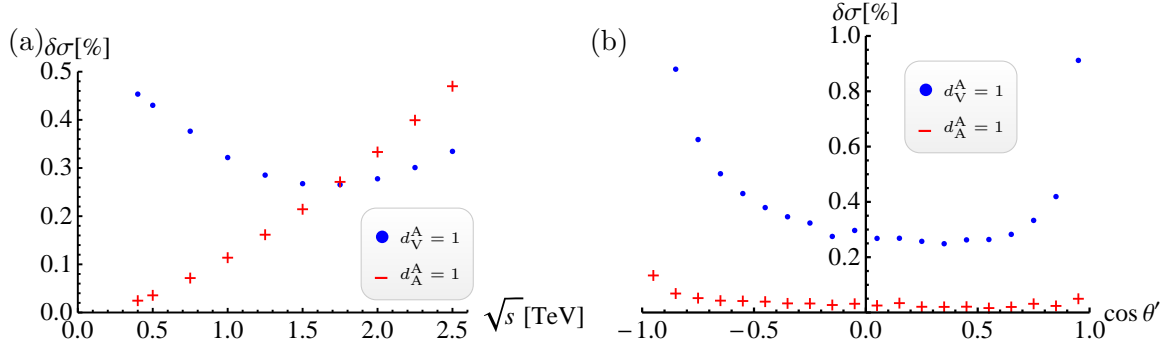 (a) δσ[%]
0.5
0.4
0.3
0.2
0.1
0.0
0.0 0.5 1.0 1.5 2.0 2.5
√s [TeV]
d_V^A = 1
d_A^A = 1
(b) δσ[%]
1.0
0.8
0.6
0.4
0.2
−1.0 −0.5 0.0 0.5 1.0
cos θ′
d_V^A = 1
d_A^A = 1